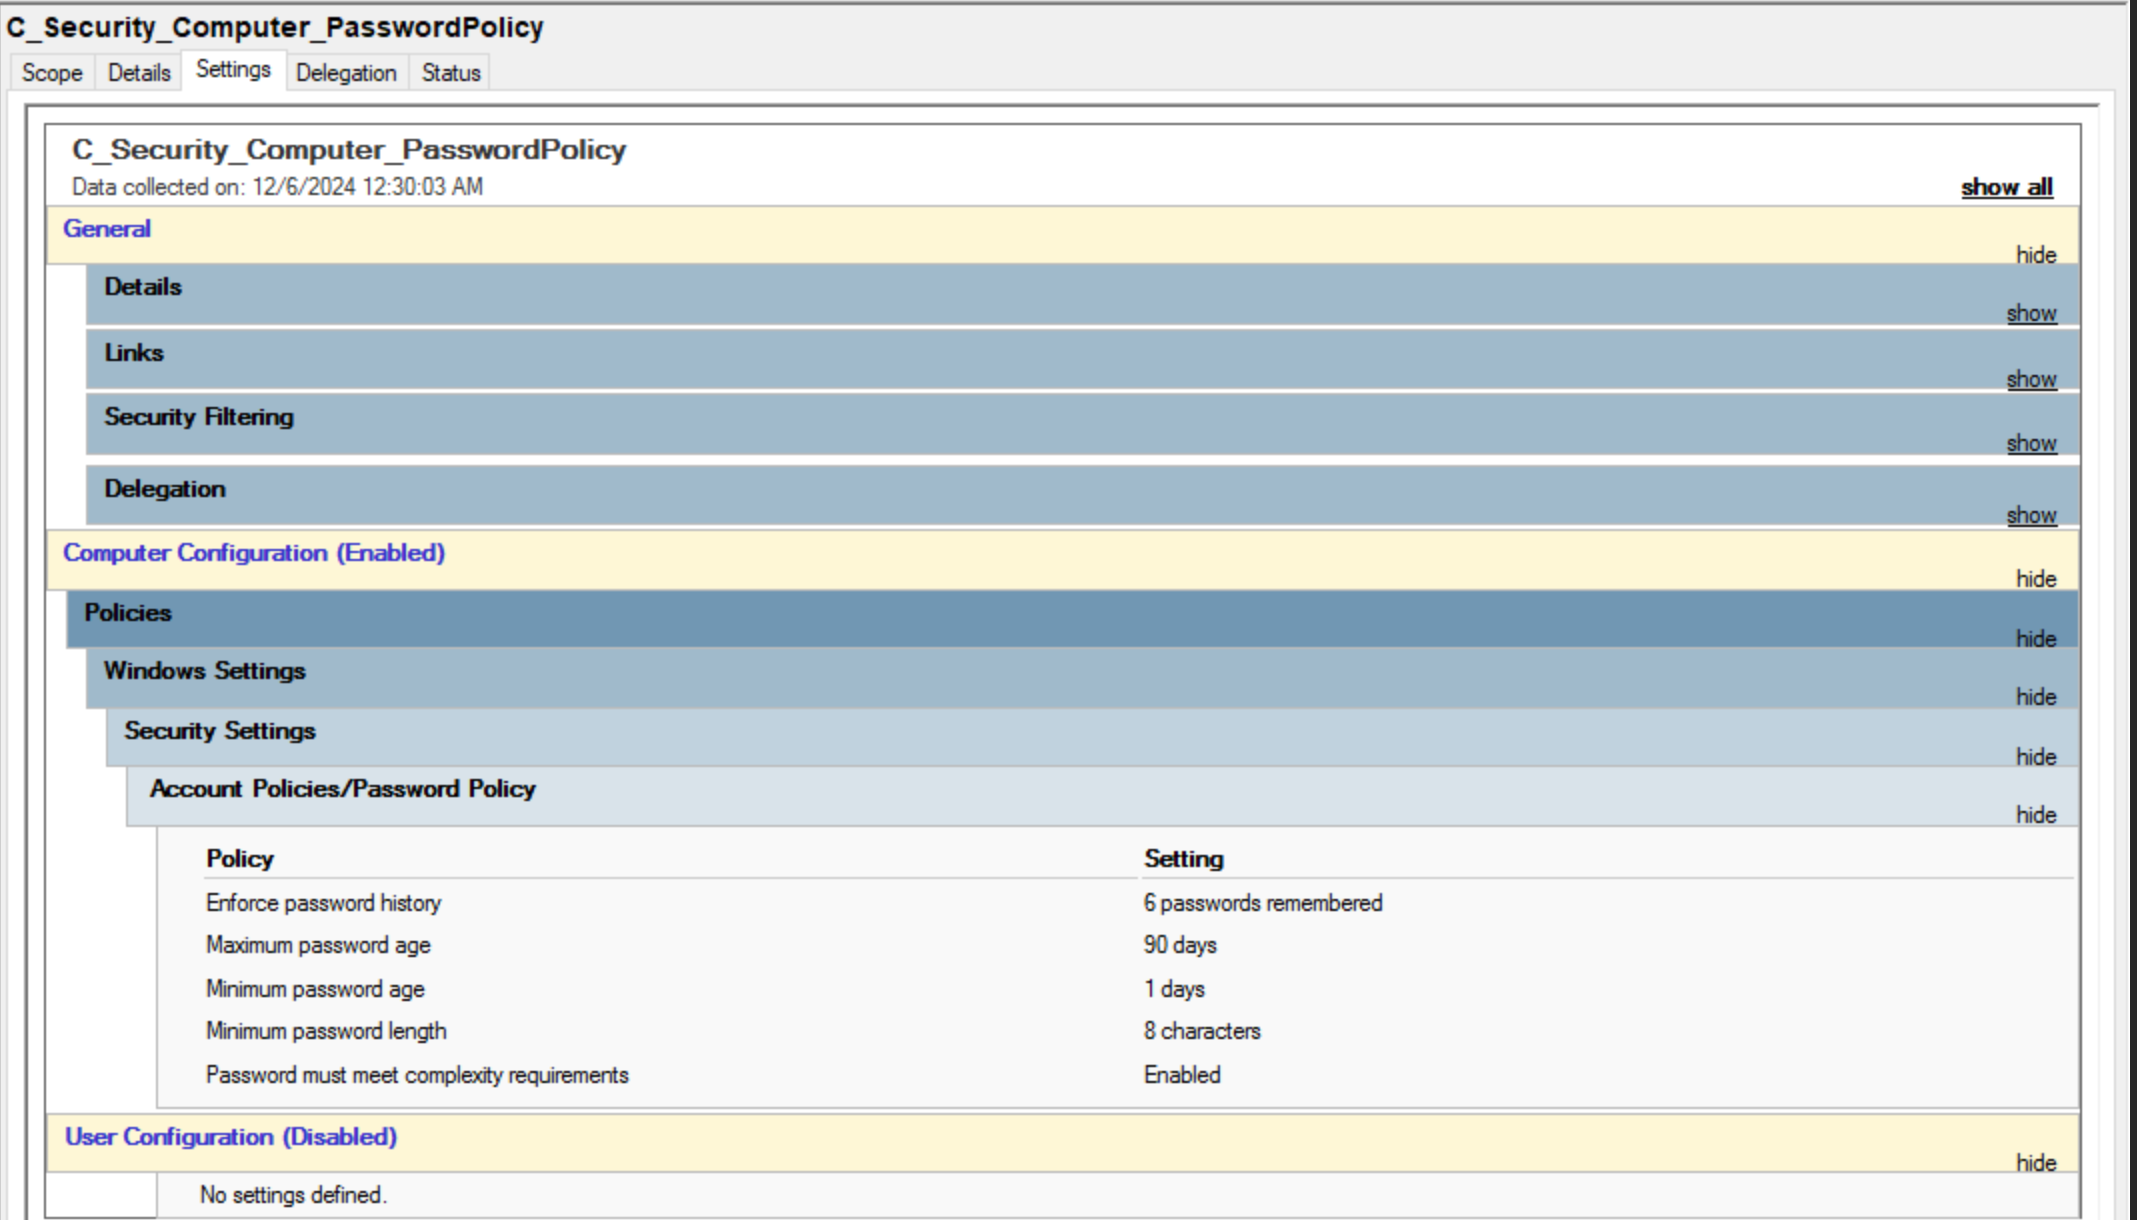 C_Security_Computer_PasswordPolicy
Scope Details Settings Delegation Status
C_Security_Computer_PasswordPolicy
Data collected on: 12/6/2024 12:30:03 AM show all
General hide
Details show
Links show
Security Filtering show
Delegation show
Computer Configuration (Enabled) hide
Policies hide
Windows Settings hide
Security Settings hide
Account Policies/Password Policy hide
Policy Setting
Enforce password history 6 passwords remembered
Maximum password age 90 days
Minimum password age 1 days
Minimum password length 8 characters
Password must meet complexity requirements Enabled
User Configuration (Disabled) hide
No settings defined.